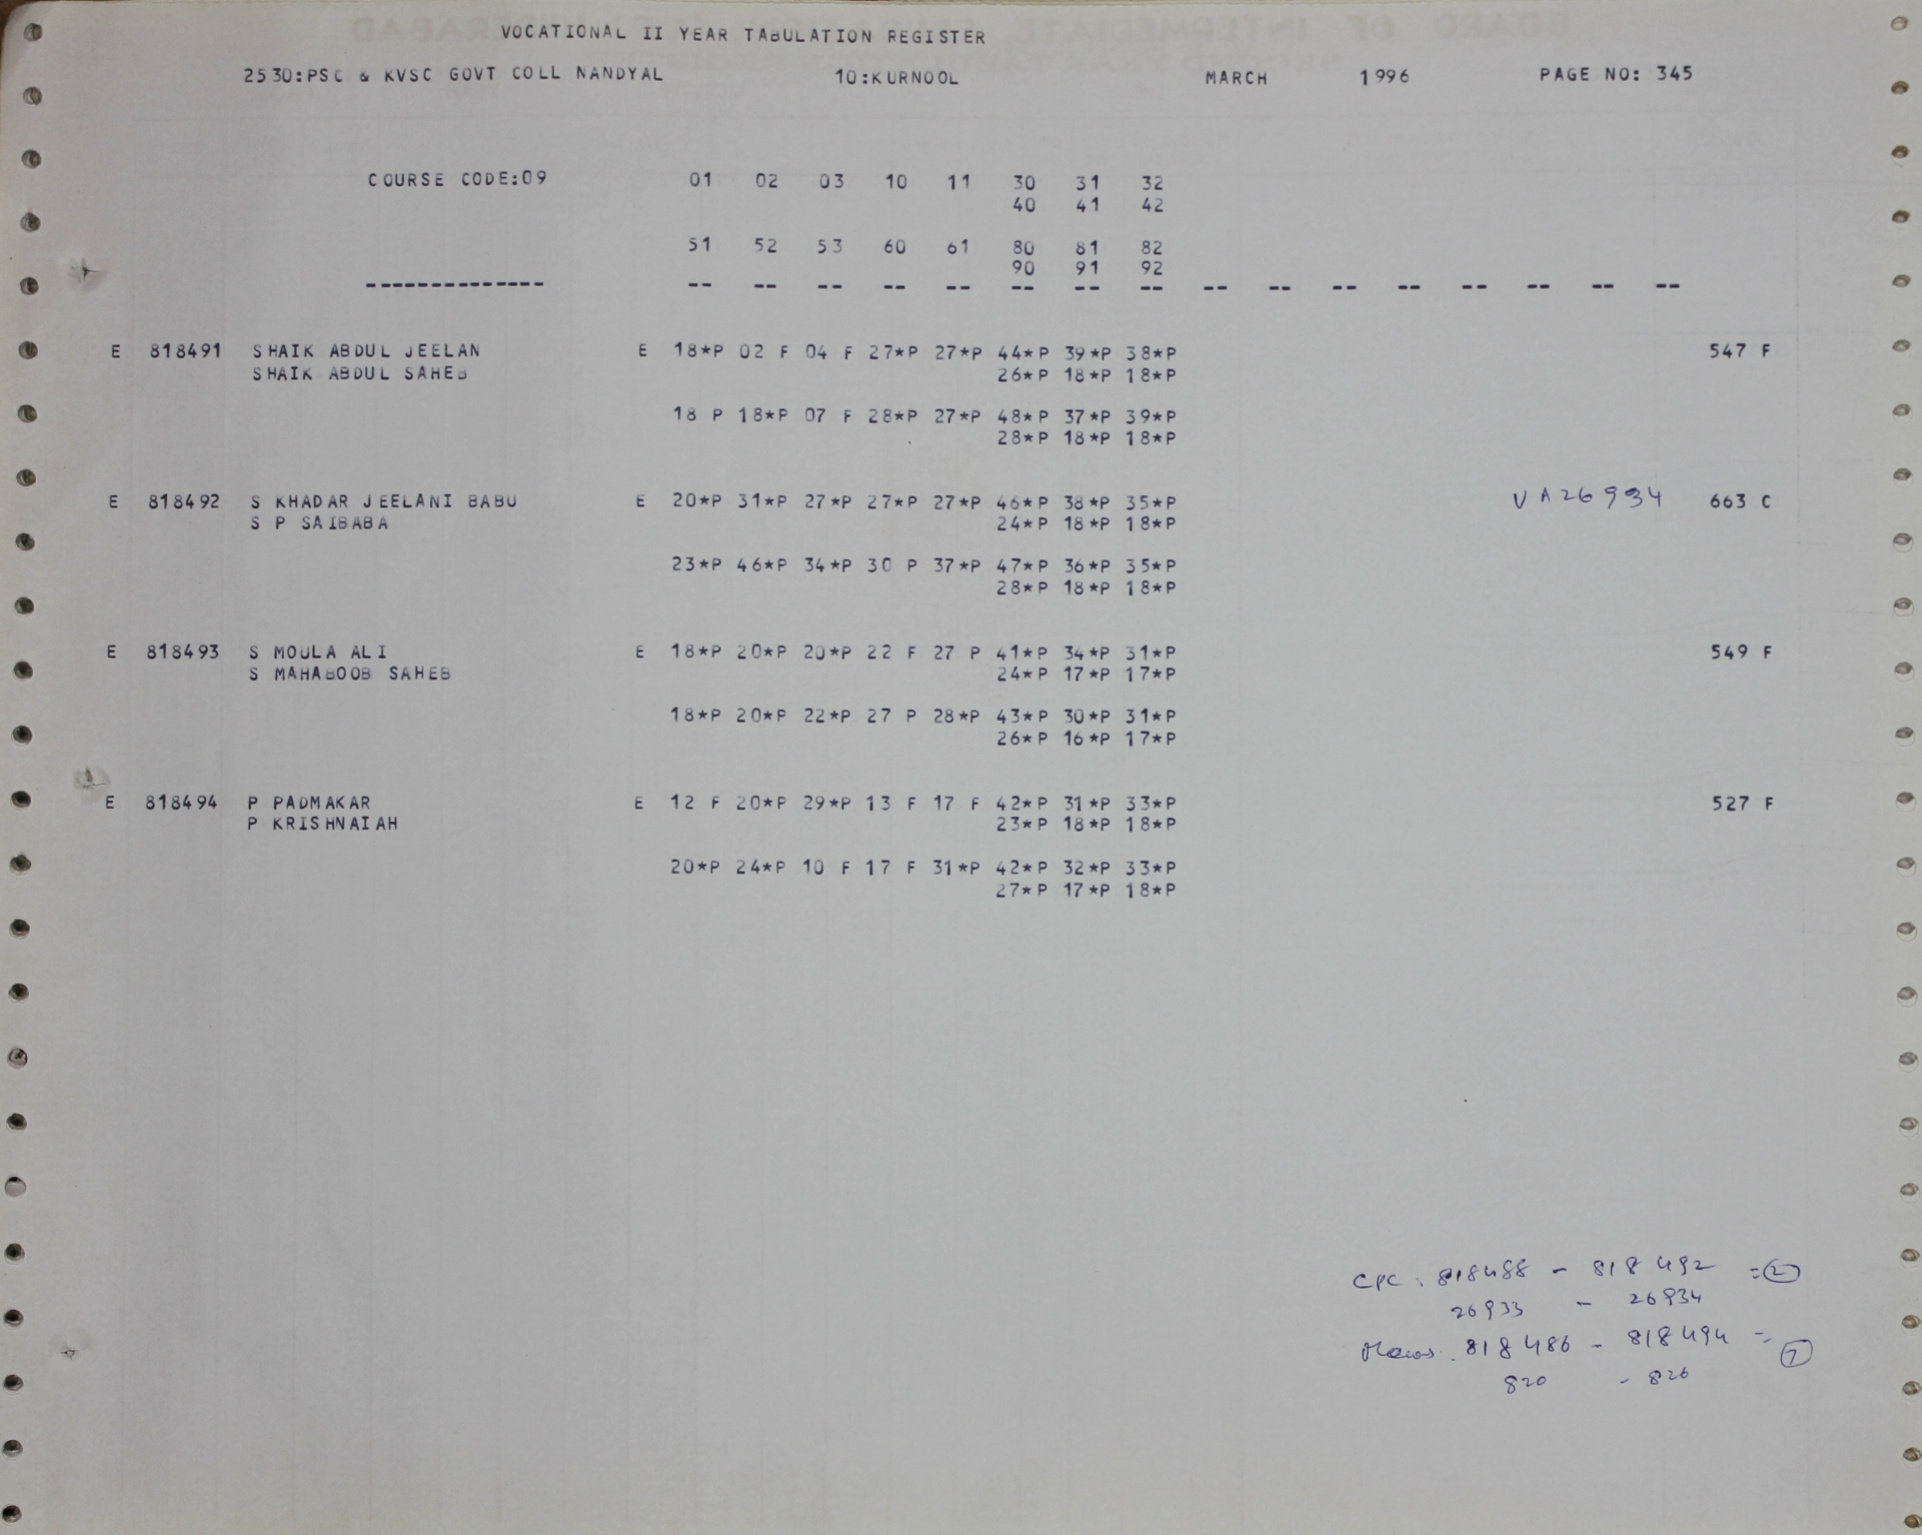 BOARD OF INTERMEDIATE EDUCATION
VOCATIONAL II YEAR TABULATION REGISTER
2530:PSC & KVSC GOVT COLL NANDYAL 10:KURNOOL MARCH 1996 PAGE NO: 345
COURSE CODE:09 01 02 03 10 11 30 31 32
40 41 42
51 52 53 60 61 80 81 82
90 91 92
-------------- -- -- -- -- -- -- -- -- -- -- -- -- -- -- -- --
E 818491 SHAIK ABDUL JEELAN E 18*P 02 F 04 F 27*P 27*P 44*P 39*P 38*P 547 F
SHAIK ABDUL SAHEB 26*P 18*P 18*P
18 P 18*P 07 F 28*P 27*P 48*P 37*P 39*P
28*P 18*P 18*P
E 818492 S KHADAR JEELANI BABU E 20*P 31*P 27*P 27*P 27*P 46*P 38*P 35*P VA26934 663 C
S P SAIBABA 24*P 18*P 18*P
23*P 46*P 34*P 30 P 37*P 47*P 36*P 35*P
28*P 18*P 18*P
E 818493 S MOULA ALI E 18*P 20*P 20*P 22 F 27 P 41*P 34*P 31*P 549 F
S MAHABOOB SAHEB 24*P 17*P 17*P
18*P 20*P 22*P 27 P 28*P 43*P 30*P 31*P
26*P 16*P 17*P
E 818494 P PADMAKAR E 12 F 20*P 29*P 13 F 17 F 42*P 31*P 33*P 527 F
P KRISHNAIAH 23*P 18*P 18*P
20*P 24*P 10 F 17 F 31*P 42*P 32*P 33*P
27*P 17*P 18*P
CPC : 818488 - 818492 = 2
26933 - 26934
818486 - 818494 = 7
820 - 826